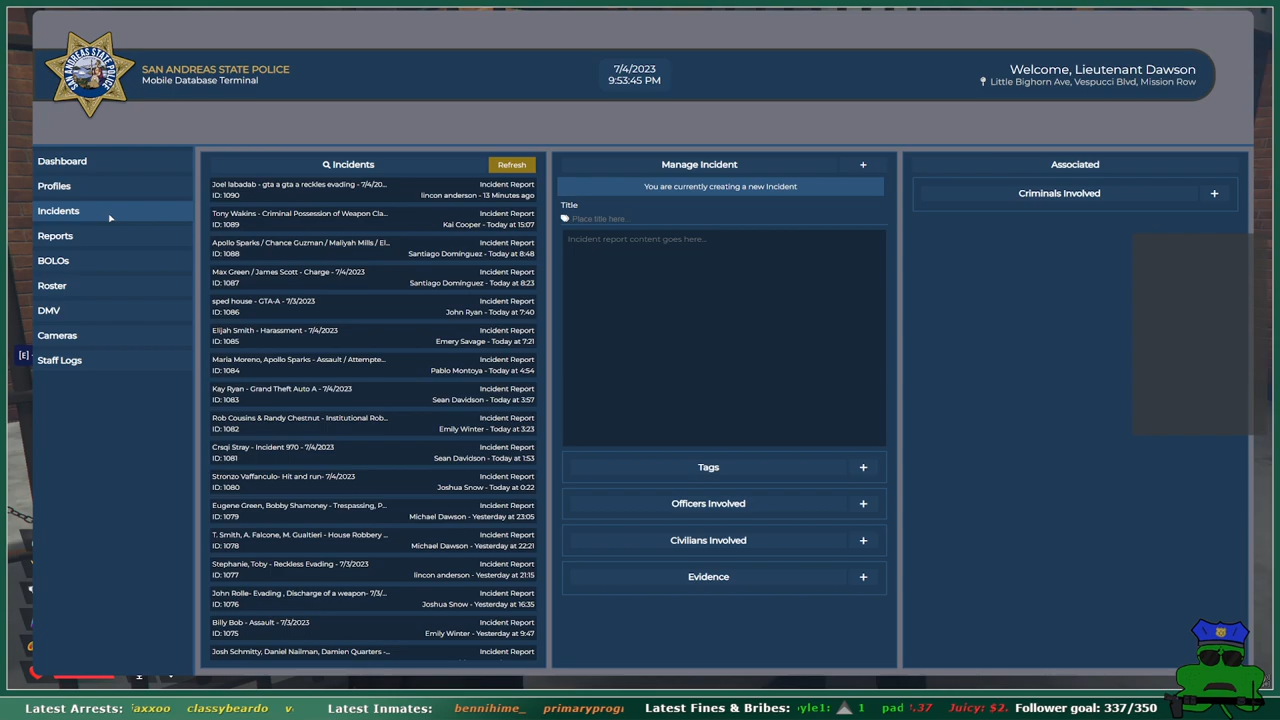 SAN ANDREAS STATE POLICE
Mobile Database Terminal
7/4/2023
9:53:45 PM
Welcome, Lieutenant Dawson
Little Bighorn Ave, Vespucci Blvd, Mission Row
Dashboard
Profiles
Incidents
Reports
BOLOs
Roster
DMV
Cameras
Staff Logs
[E]
Incidents
Refresh
Joel labadab - gta a gta a reckles evading - 7/4/20... Incident Report
ID: 1090 lincon anderson - 13 Minutes ago
Tony Wakins - Criminal Possession of Weapon Cla... Incident Report
ID: 1089 Kai Cooper - Today at 15:07
Apollo Sparks / Chance Guzman / Maliyah Mills / El... Incident Report
ID: 1088 Santiago Domínguez - Today at 8:48
Max Green / James Scott - Charge - 7/4/2023 Incident Report
ID: 1087 Santiago Domínguez - Today at 8:23
sped house - GTA-A - 7/3/2023 Incident Report
ID: 1086 John Ryan - Today at 7:40
Elijah Smith - Harassment - 7/4/2023 Incident Report
ID: 1085 Emery Savage - Today at 7:21
Maria Moreno, Apollo Sparks - Assault / Attempte... Incident Report
ID: 1084 Pablo Montoya - Today at 4:54
Kay Ryan - Grand Theft Auto A - 7/4/2023 Incident Report
ID: 1083 Sean Davidson - Today at 3:57
Rob Cousins & Randy Chestnut - Institutional Rob... Incident Report
ID: 1082 Emily Winter - Today at 3:23
Crsql Stray - Incident 970 - 7/4/2023 Incident Report
ID: 1081 Sean Davidson - Today at 1:53
Stronzo Vaffanculo- Hit and run- 7/4/2023 Incident Report
ID: 1080 Joshua Snow - Today at 0:22
Eugene Green, Bobby Shamoney - Trespassing, P... Incident Report
ID: 1079 Michael Dawson - Yesterday at 23:05
T. Smith, A. Falcone, M. Gualtieri - House Robbery ... Incident Report
ID: 1078 Michael Dawson - Yesterday at 22:21
Stephanie, Toby - Reckless Evading - 7/3/2023 Incident Report
ID: 1077 lincon anderson - Yesterday at 21:15
John Rolle- Evading , Discharge of a weapon- 7/3/... Incident Report
ID: 1076 Joshua Snow - Yesterday at 16:35
Billy Bob - Assault - 7/3/2023 Incident Report
ID: 1075 Emily Winter - Yesterday at 9:47
Josh Schmitty, Daniel Nailman, Damien Quarters -... Incident Report
Manage Incident +
You are currently creating a new Incident
Title
Place title here...
Incident report content goes here...
Tags +
Officers Involved +
Civilians Involved +
Evidence +
Associated
Criminals Involved +
Latest Arrests: axxoo classybeardo v Latest Inmates: bennihime_ primaryprog Latest Fines & Bribes: yle1: 1 pad .37 Juicy: $2. Follower goal: 337/350